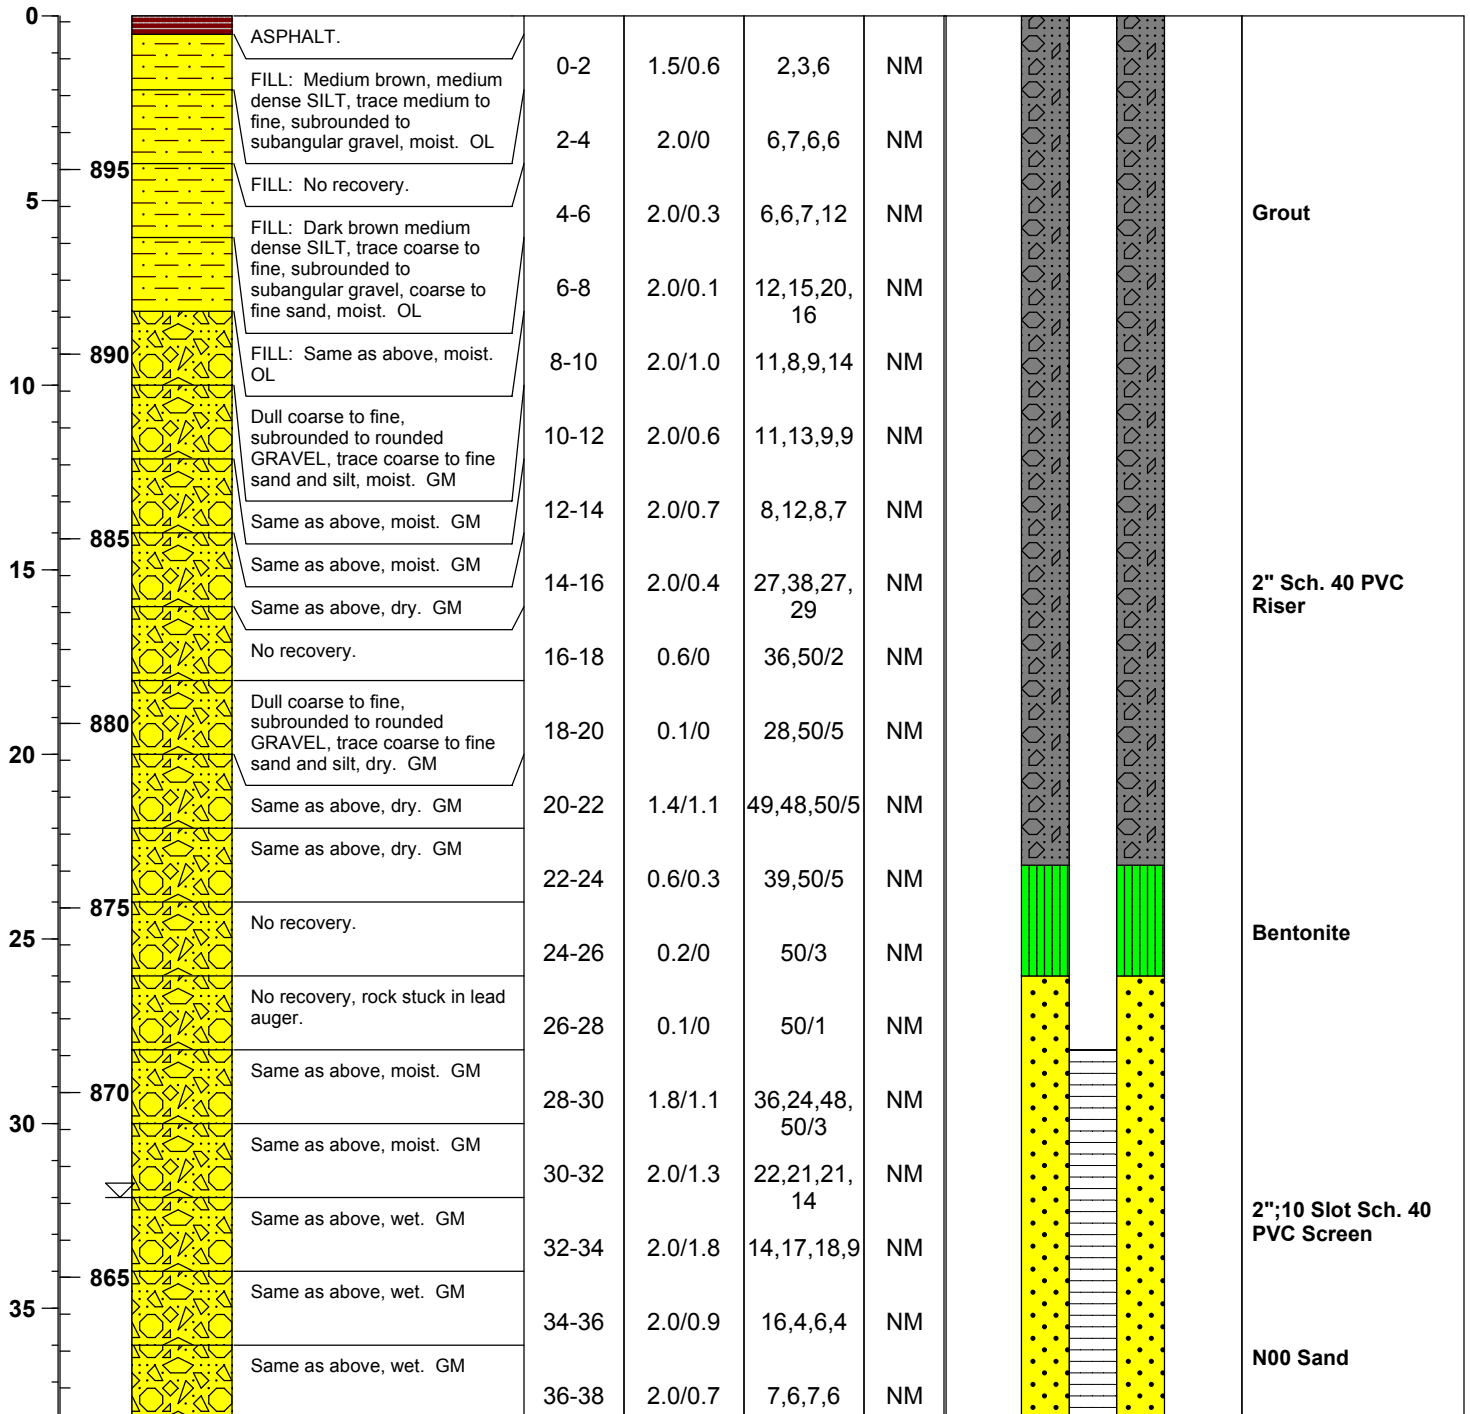 0
ASPHALT.
0-2 1.5/0.6 2,3,6 NM
FILL: Medium brown, medium
dense SILT, trace medium to
fine, subrounded to
subangular gravel, moist. OL
2-4 2.0/0 6,7,6,6 NM
895
FILL: No recovery.
5
4-6 2.0/0.3 6,6,7,12 NM
Grout
FILL: Dark brown medium
dense SILT, trace coarse to
fine, subrounded to
subangular gravel, coarse to
fine sand, moist. OL
6-8 2.0/0.1 12,15,20,
16
NM
890
FILL: Same as above, moist.
OL
8-10 2.0/1.0 11,8,9,14 NM
10
Dull coarse to fine,
subrounded to rounded
GRAVEL, trace coarse to fine
sand and silt, moist. GM
10-12 2.0/0.6 11,13,9,9 NM
Same as above, moist. GM
12-14 2.0/0.7 8,12,8,7 NM
885
Same as above, moist. GM
15
14-16 2.0/0.4 27,38,27,
29
NM
2" Sch. 40 PVC
Riser
Same as above, dry. GM
No recovery.
16-18 0.6/0 36,50/2 NM
880
Dull coarse to fine,
subrounded to rounded
GRAVEL, trace coarse to fine
sand and silt, dry. GM
18-20 0.1/0 28,50/5 NM
20
Same as above, dry. GM
20-22 1.4/1.1 49,48,50/5 NM
Same as above, dry. GM
22-24 0.6/0.3 39,50/5 NM
875
No recovery.
25
Bentonite
24-26 0.2/0 50/3 NM
No recovery, rock stuck in lead
auger.
26-28 0.1/0 50/1 NM
Same as above, moist. GM
870
28-30 1.8/1.1 36,24,48,
50/3
NM
30
Same as above, moist. GM
30-32 2.0/1.3 22,21,21,
14
NM
2";10 Slot Sch. 40
PVC Screen
Same as above, wet. GM
32-34 2.0/1.8 14,17,18,9 NM
865
Same as above, wet. GM
35
34-36 2.0/0.9 16,4,6,4 NM
N00 Sand
Same as above, wet. GM
36-38 2.0/0.7 7,6,7,6 NM